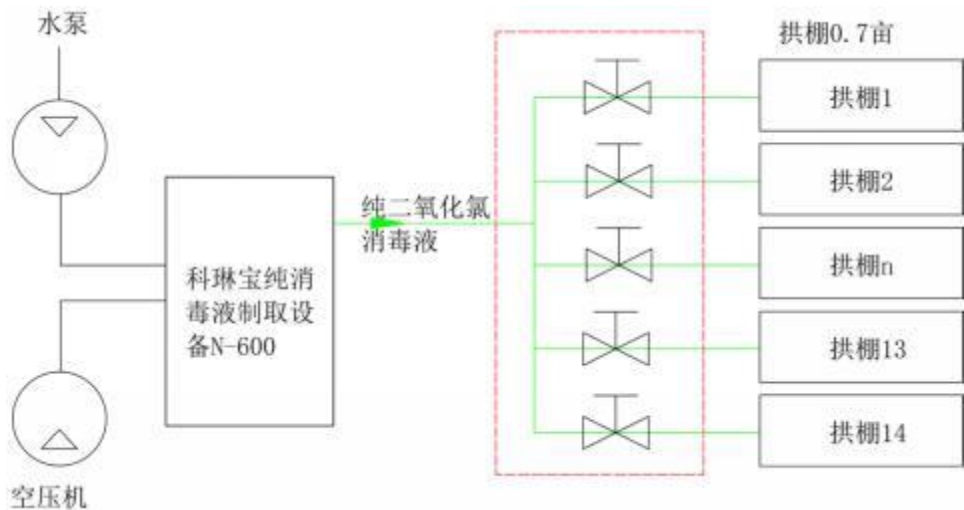 水泵
拱棚0.7亩
拱棚1
拱棚2
纯二氧化氯
消毒液
科琳宝纯消
毒液制取设
备N-600
拱棚n
拱棚13
拱棚14
空压机